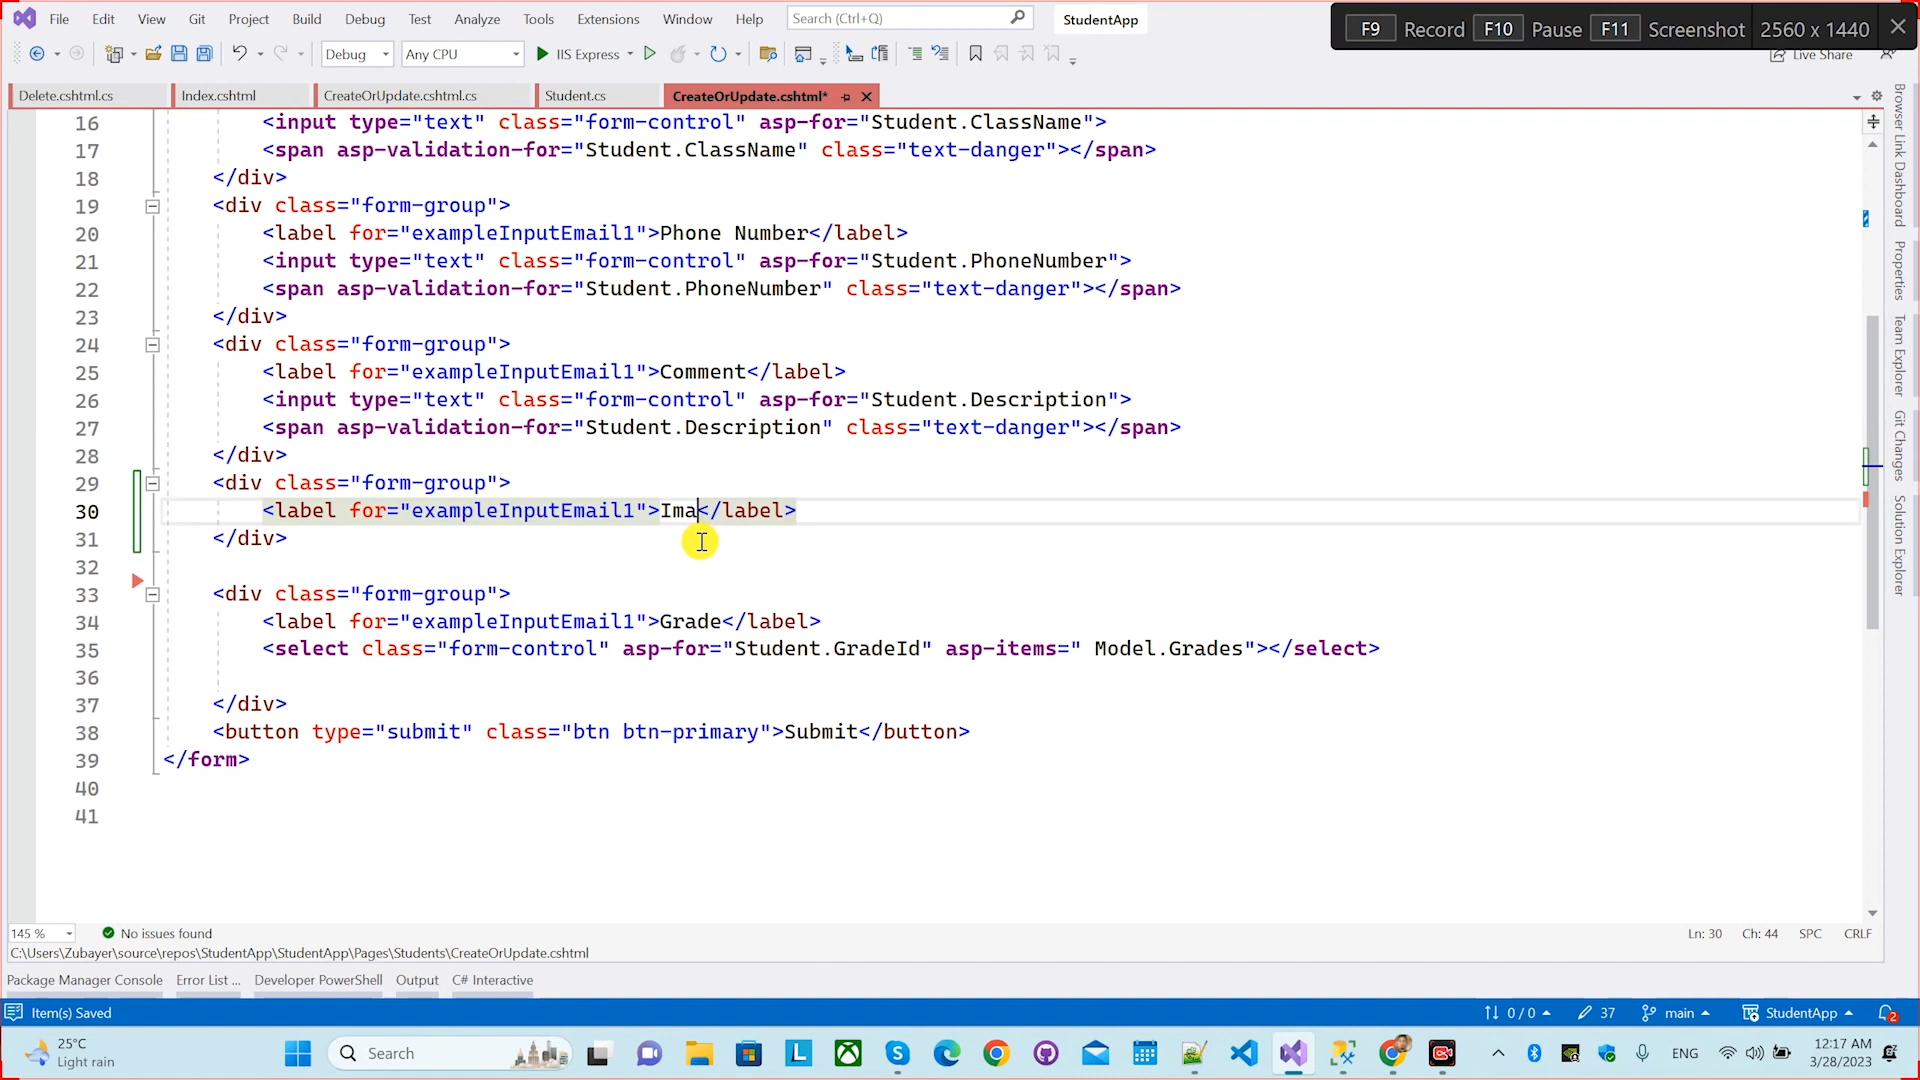 File Edit View Git Project Build Debug Test Analyze Tools Extensions Window Help Search (Ctrl+Q) StudentApp
F9 Record F10 Pause F11 Screenshot 2560 x 1440
Debug Any CPU IIS Express Live Share
Delete.cshtml.cs Index.cshtml CreateOrUpdate.cshtml.cs Student.cs CreateOrUpdate.cshtml*
16 <input type="text" class="form-control" asp-for="Student.ClassName">
17 <span asp-validation-for="Student.ClassName" class="text-danger"></span>
18 </div>
19 <div class="form-group">
20 <label for="exampleInputEmail1">Phone Number</label>
21 <input type="text" class="form-control" asp-for="Student.PhoneNumber">
22 <span asp-validation-for="Student.PhoneNumber" class="text-danger"></span>
23 </div>
24 <div class="form-group">
25 <label for="exampleInputEmail1">Comment</label>
26 <input type="text" class="form-control" asp-for="Student.Description">
27 <span asp-validation-for="Student.Description" class="text-danger"></span>
28 </div>
29 <div class="form-group">
30 <label for="exampleInputEmail1">Ima</label>
31 </div>
32
33 <div class="form-group">
34 <label for="exampleInputEmail1">Grade</label>
35 <select class="form-control" asp-for="Student.GradeId" asp-items=" Model.Grades"></select>
36
37 </div>
38 <button type="submit" class="btn btn-primary">Submit</button>
39 </form>
40
41
Browser Link Dashboard
Properties
Team Explorer
Git Changes
Solution Explorer
145 % No issues found Ln: 30 Ch: 44 SPC CRLF
C:\Users\Zubayer\source\repos\StudentApp\StudentApp\Pages\Students\CreateOrUpdate.cshtml
Package Manager Console Error List ... Developer PowerShell Output C# Interactive
Item(s) Saved 0 / 0 37 main StudentApp 2
25°C
Light rain
Search
ENG
12:17 AM
3/28/2023